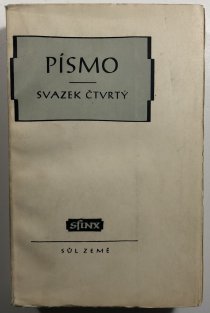 PÍSMO
SVAZEK ČTVRTÝ
SFINX
SŮL ZEMĚ